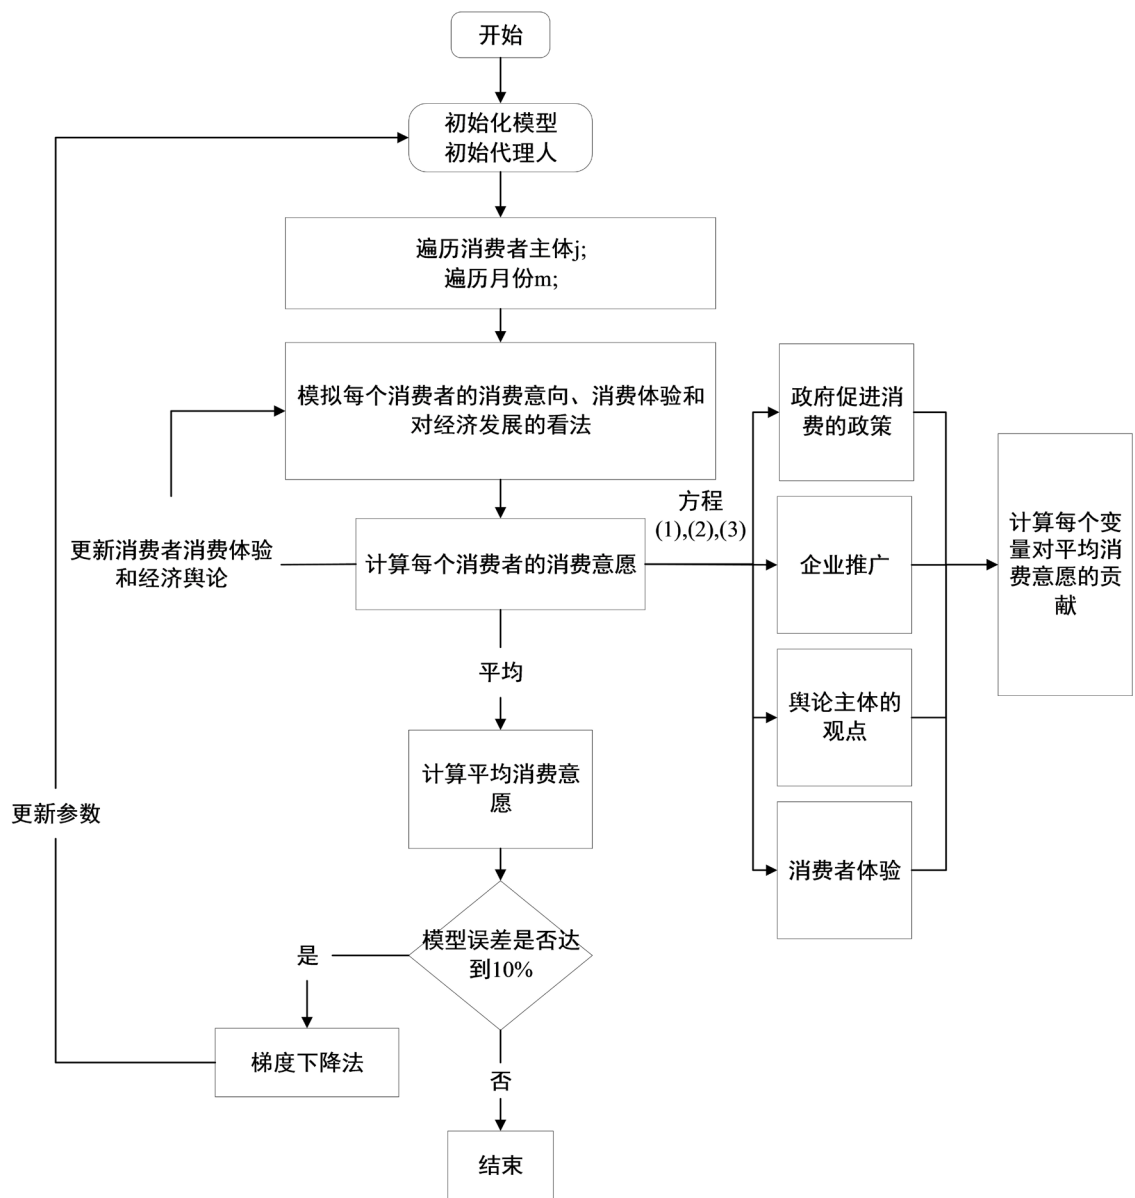 开始
初始化模型
初始代理人
遍历消费者主体j;
遍历月份m;
模拟每个消费者的消费意向、消费体验和
对经济发展的看法
政府促进消
费的政策
方程
(1),(2),(3)
更新消费者消费体验
和经济舆论
计算每个消费者的消费意愿
企业推广
计算每个变
量对平均消
费意愿的贡
献
平均
舆论主体的
观点
计算平均消费意
愿
更新参数
消费者体验
模型误差是否达
到10%
是
梯度下降法
否
结束